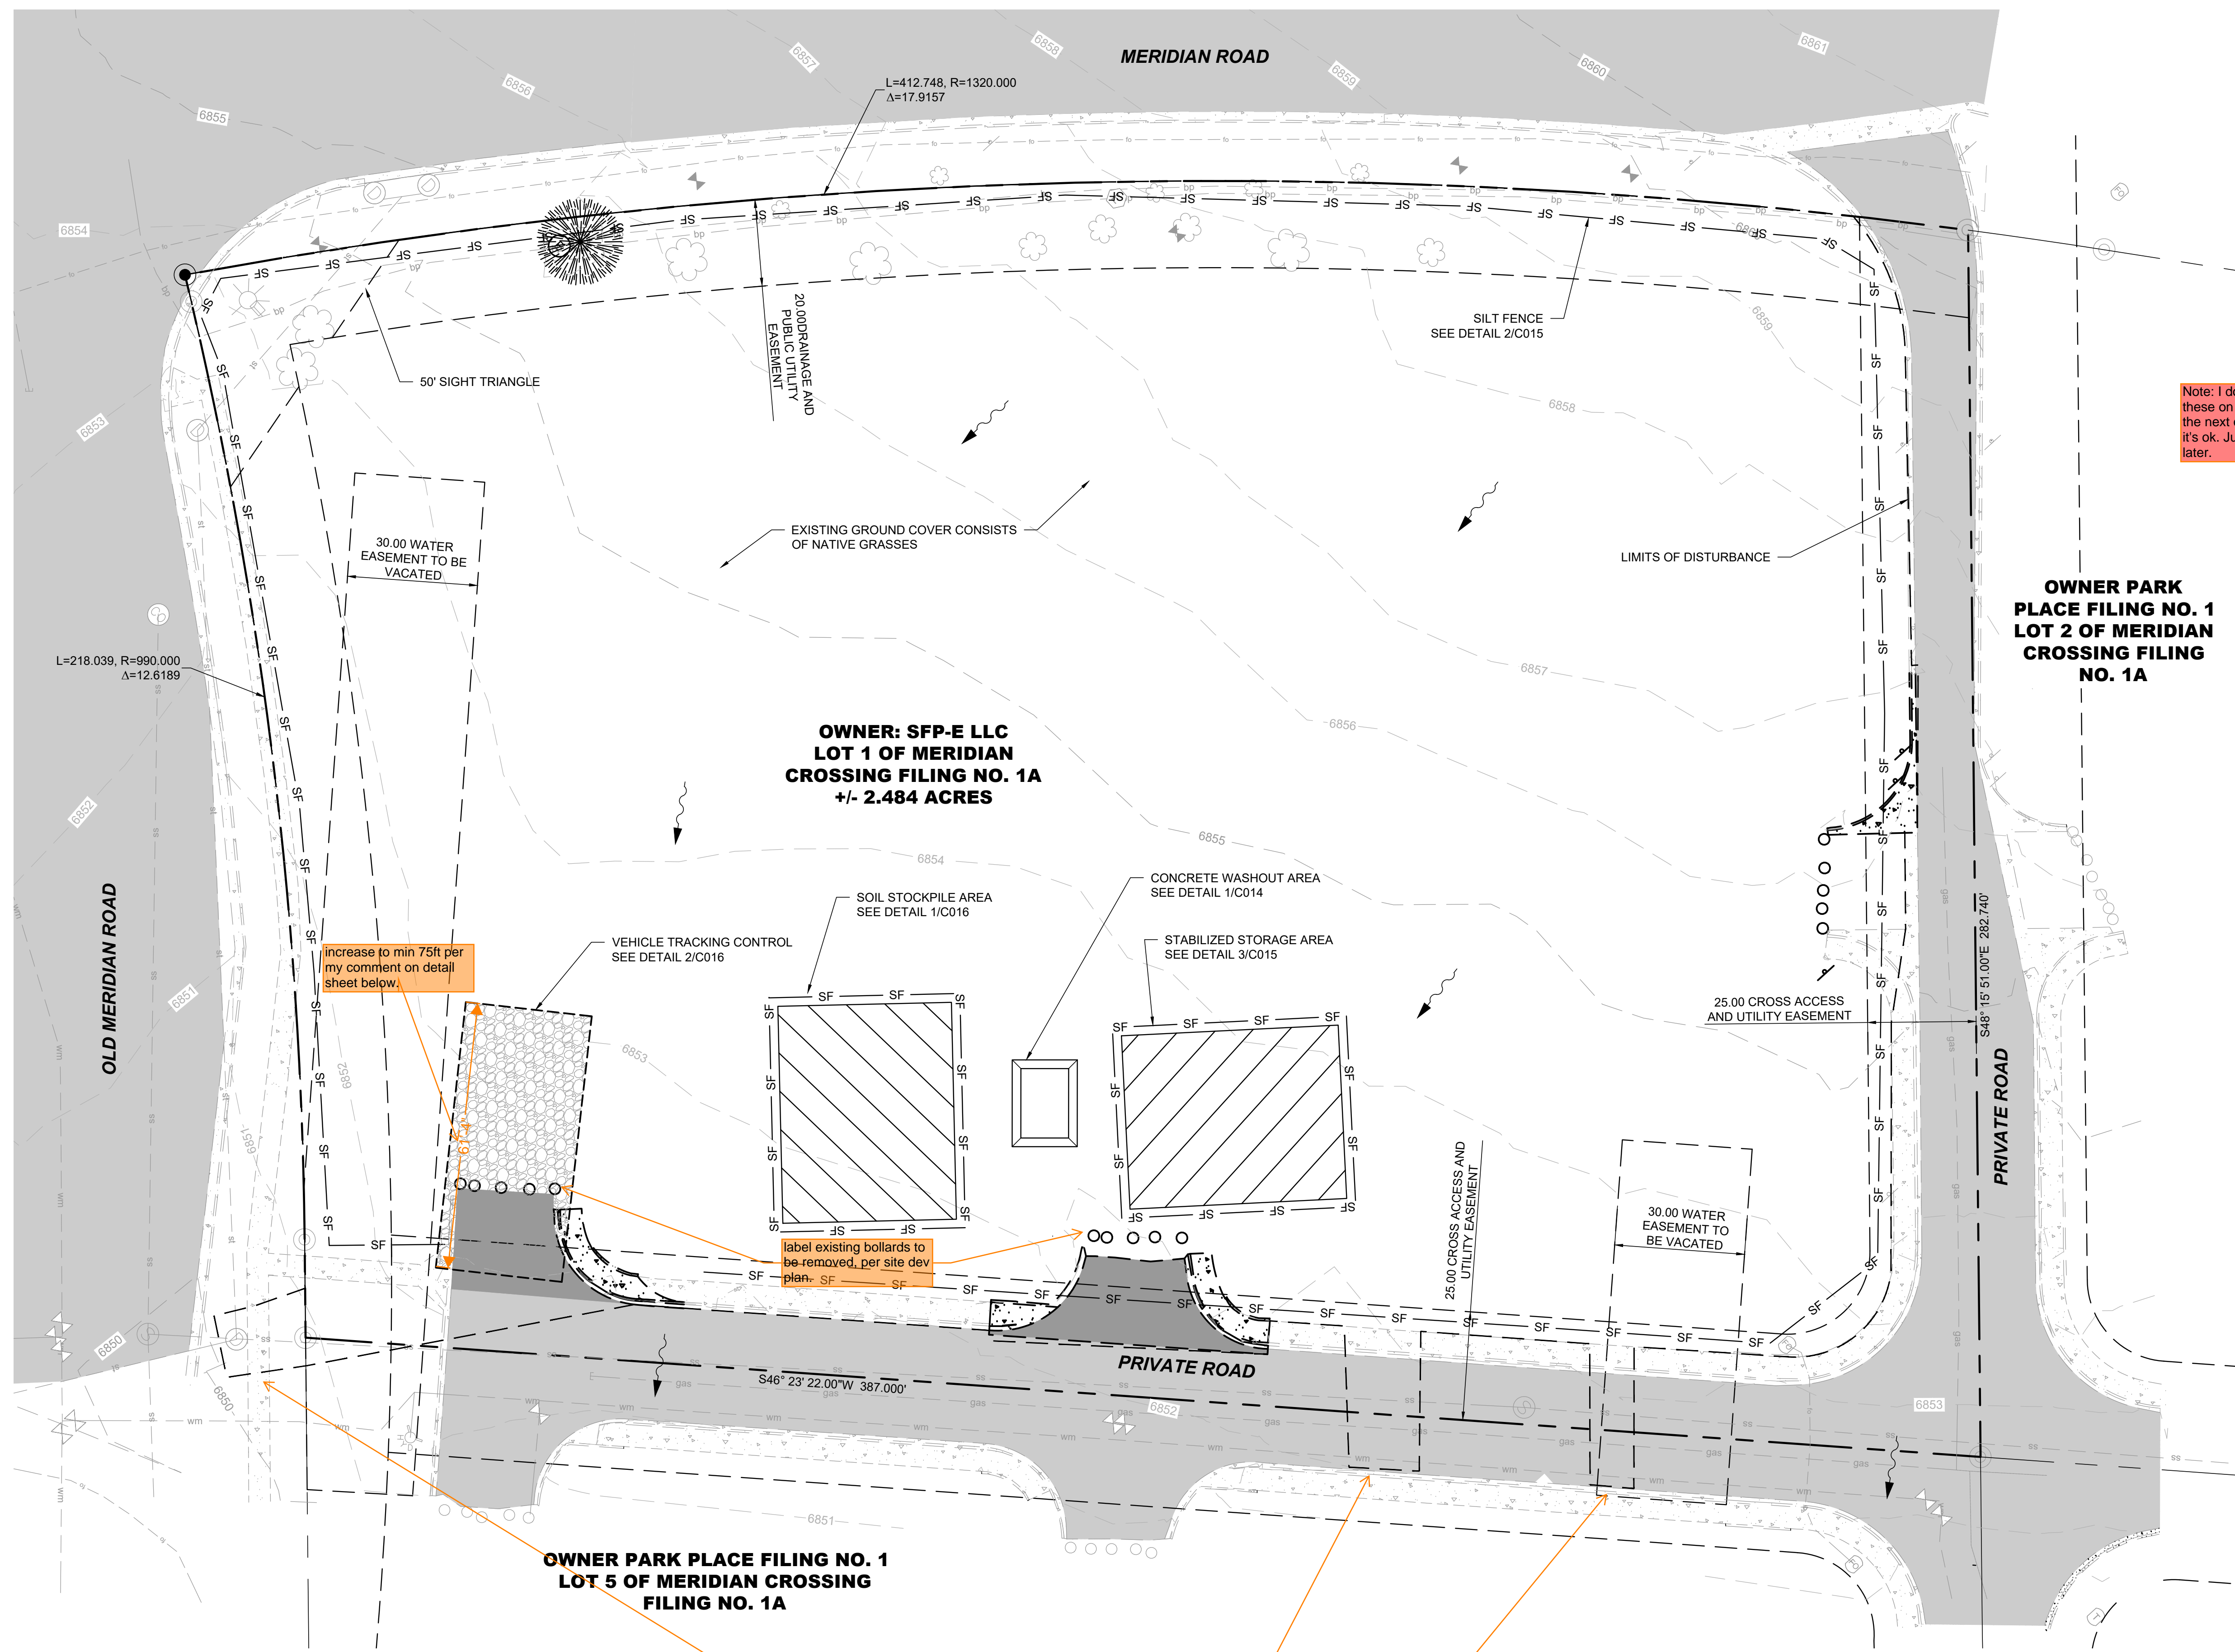 MERIDIAN ROAD
6861
6858
6857
6859
6860
6856
L=412.748, R=1320.000
Δ=17.9157
6855
6854
6853
20.00DRAINAGE AND
PUBLIC UTILITY
EASEMENT
SILT FENCE
SEE DETAIL 2/C015
6859
50' SIGHT TRIANGLE
6858
Note: I do
these on
the next
it's ok. Ju
later.
30.00 WATER
EASEMENT TO BE
VACATED
EXISTING GROUND COVER CONSISTS
OF NATIVE GRASSES
LIMITS OF DISTURBANCE
OWNER PARK
PLACE FILING NO. 1
LOT 2 OF MERIDIAN
CROSSING FILING
NO. 1A
L=218.039, R=990.000
Δ=12.6189
6857
6856
OWNER: SFP-E LLC
LOT 1 OF MERIDIAN
CROSSING FILING NO. 1A
+/- 2.484 ACRES
6852
6855
6854
OLD MERIDIAN ROAD
SOIL STOCKPILE AREA
SEE DETAIL 1/C016
CONCRETE WASHOUT AREA
SEE DETAIL 1/C014
VEHICLE TRACKING CONTROL
SEE DETAIL 2/C016
STABILIZED STORAGE AREA
SEE DETAIL 3/C015
increase to min 75ft per
my comment on detail
sheet below.
6851
25.00 CROSS ACCESS
AND UTILITY EASEMENT
S48° 15' 51.00"E 282.740'
PRIVATE ROAD
6853
6852
6851
61'-4"
25.00 CROSS ACCESS AND
UTILITY EASEMENT
30.00 WATER
EASEMENT TO
BE VACATED
label existing bollards to
be removed, per site dev
plan.
6850
6850
PRIVATE ROAD
S46° 23' 22.00"W 387.000'
6852
6853
6851
OWNER PARK PLACE FILING NO. 1
LOT 5 OF MERIDIAN CROSSING
FILING NO. 1A